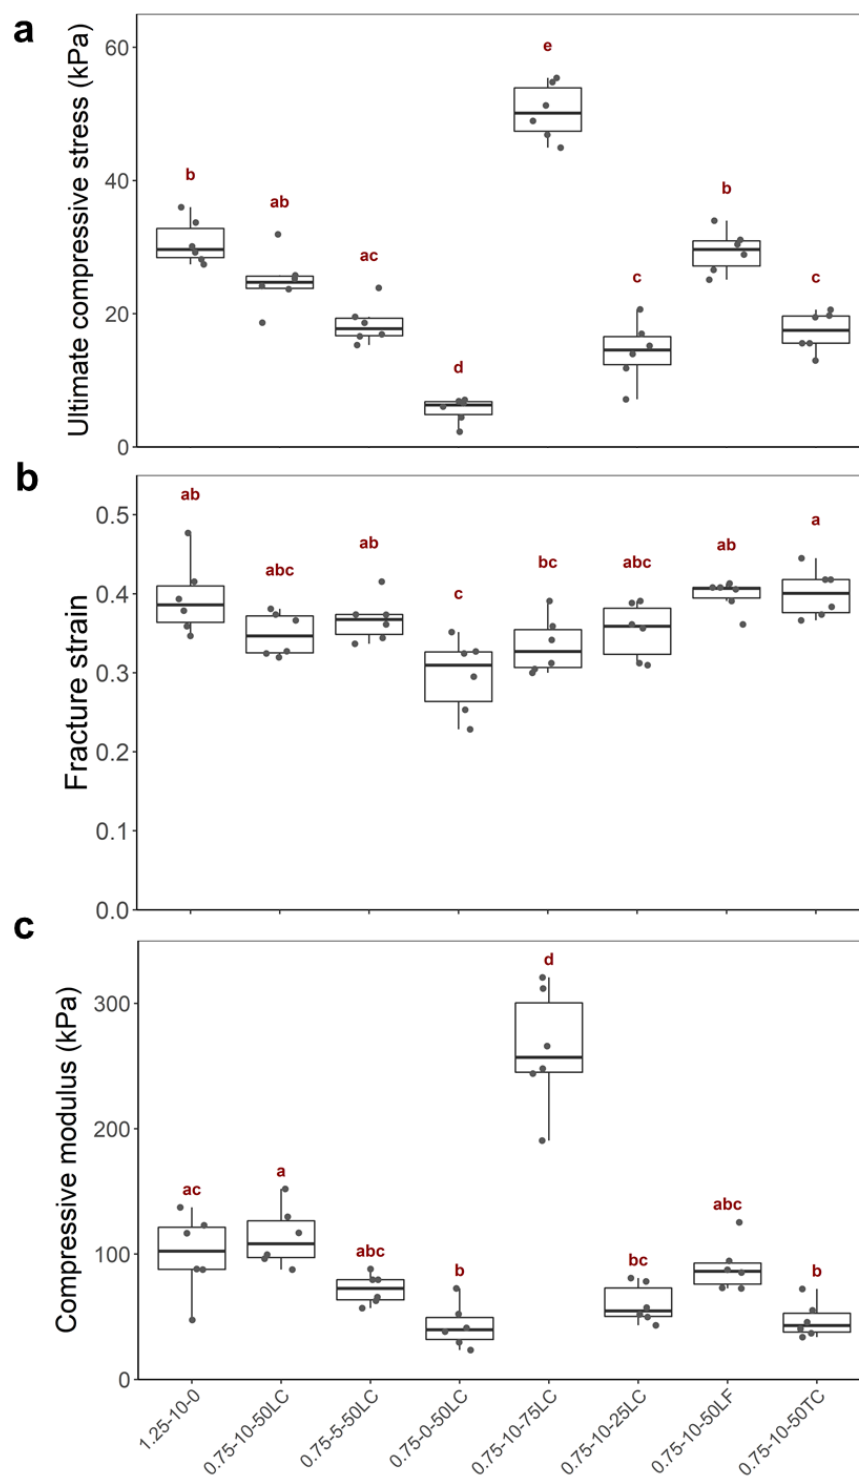 a
Ultimate compressive stress (kPa)
60
40
20
0
b
ab
ac
d
e
c
b
c
b
Fracture strain
0.5
0.4
0.3
0.2
0.1
0.0
ab
abc
ab
c
bc
abc
ab
a
c
Compressive modulus (kPa)
300
200
100
0
ac
a
abc
b
d
bc
abc
b
1.25-10-0
0.75-10-50LC
0.75-5-50LC
0.75-0-50LC
0.75-10-75LC
0.75-10-25LC
0.75-10-50LF
0.75-10-50TC